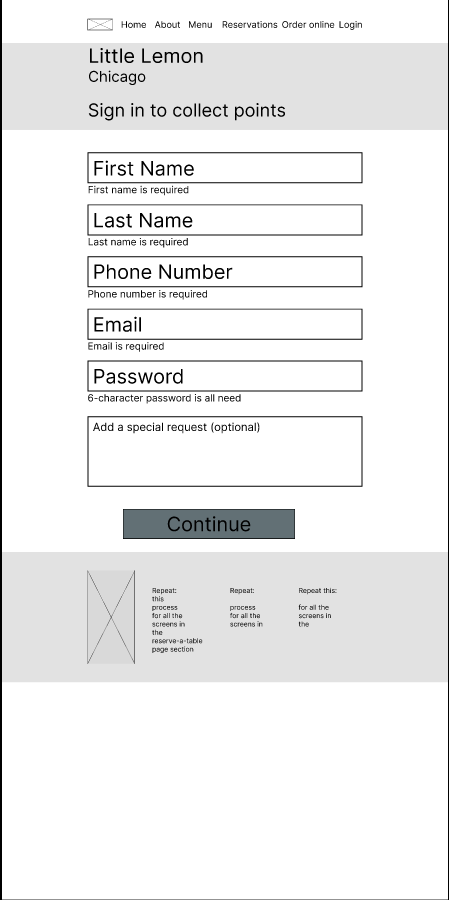 Home About Menu Reservations Order online Login
Little Lemon
Chicago
Sign in to collect points
First Name
First name is required
Last Name
Last name is required
Phone Number
Phone number is required
Email
Email is required
Password
6-character password is all need
Add a special request (optional)
Continue
Repeat:
this
process
for all the
screens in
the
reserve-a-table
page section
Repeat:
process
for all the
screens in
Repeat this:
for all the
screens in
the